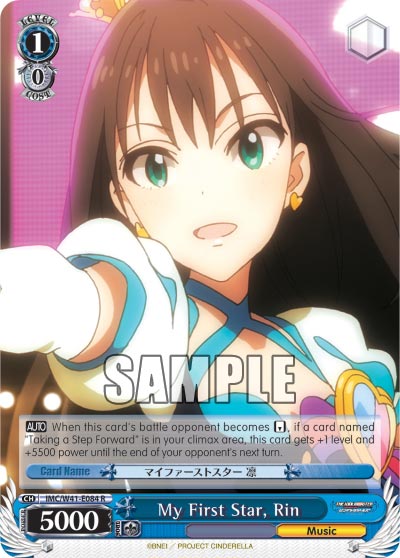 LEVEL
1
0
COST
SAMPLE
AUTO When this card's battle opponent becomes , if a card named
"Taking a Step Forward" is in your climax area, this card gets +1 level and
+5500 power until the end of your opponent's next turn.
Card Name マイファーストスター 凛
CH IMC/W41-E084 R
5000 My First Star, Rin
Music
©BNEI / PROJECT CINDERELLA